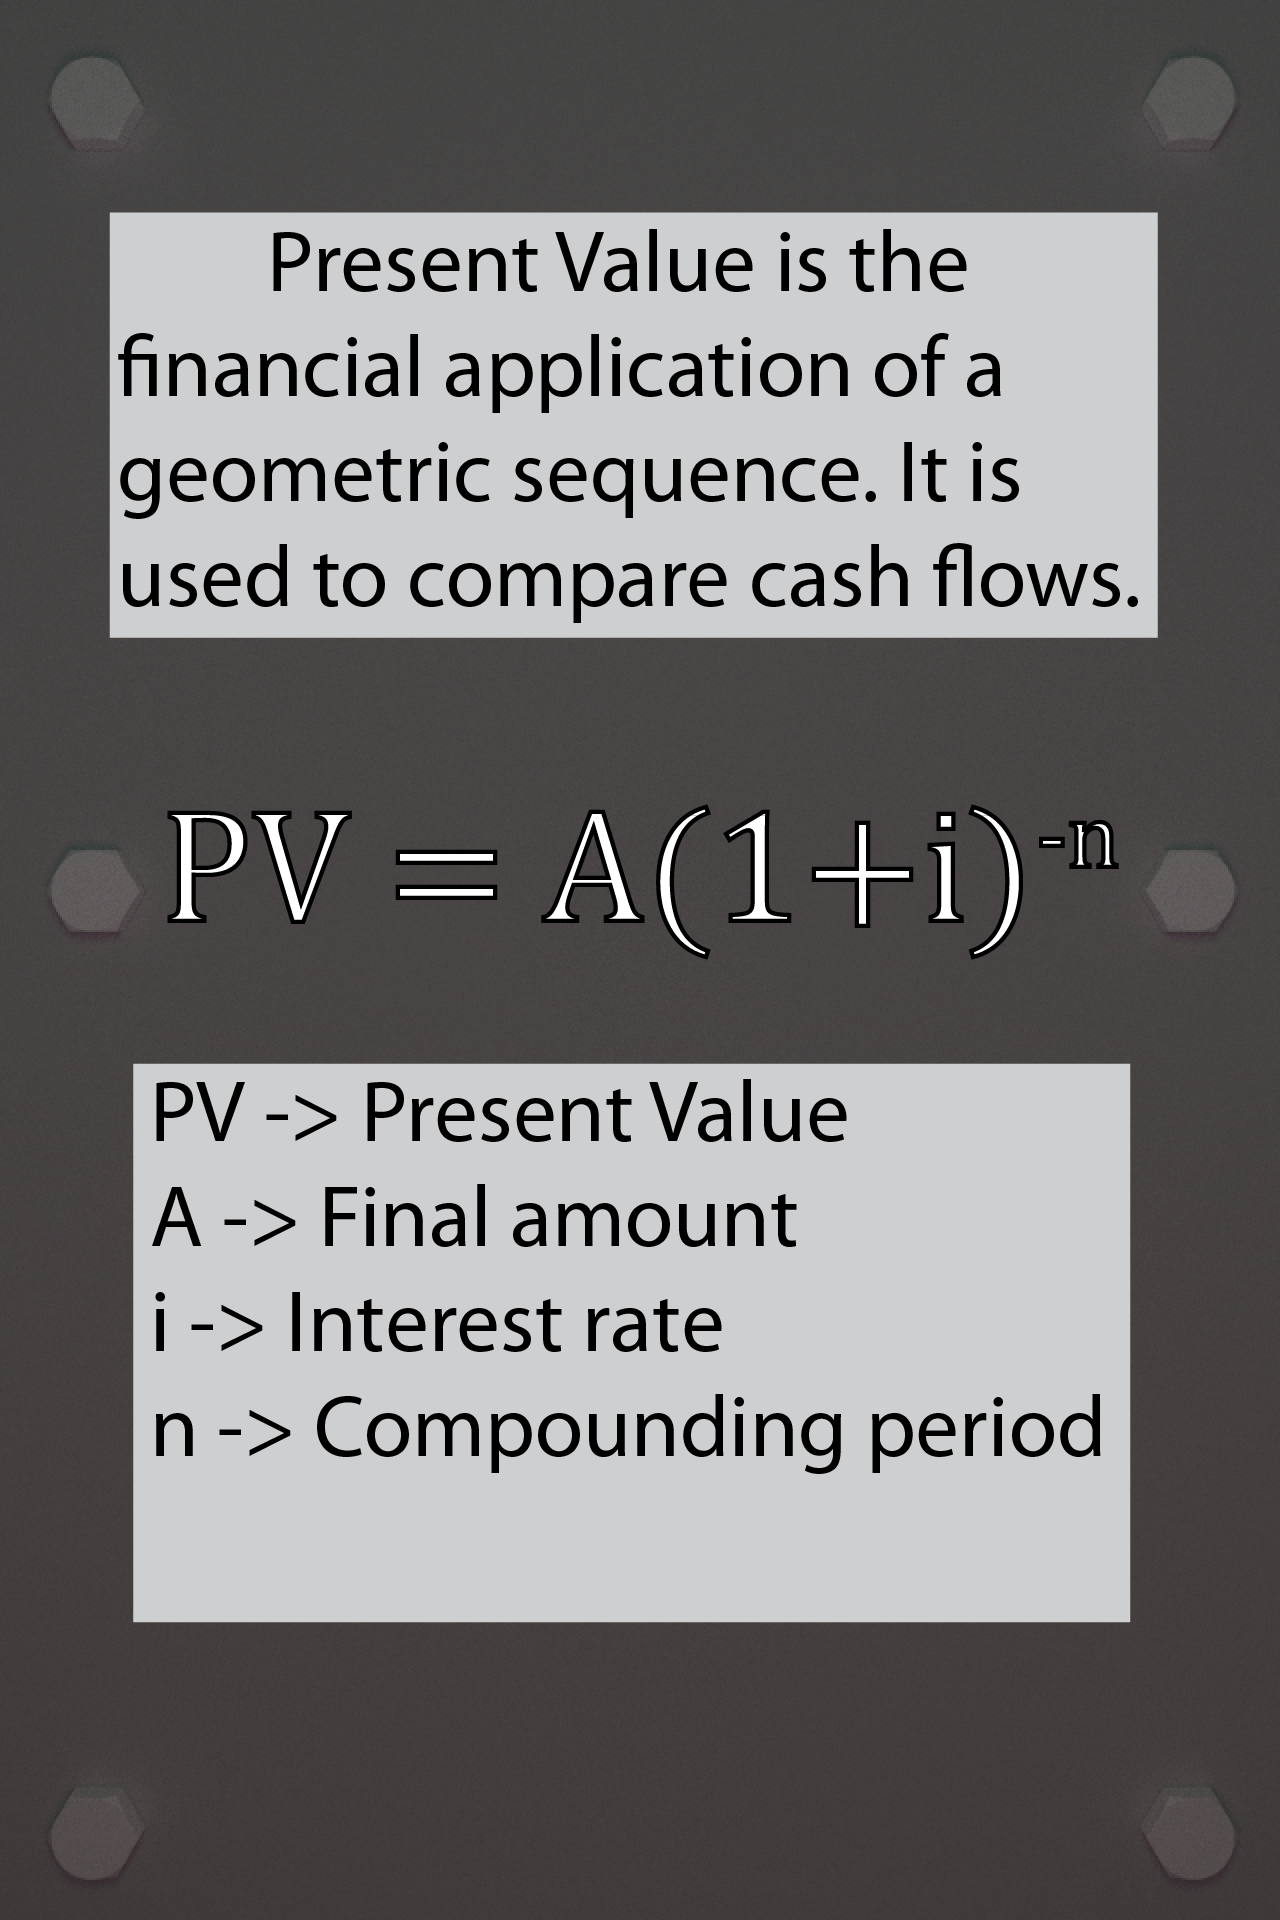 Present Value is the
financial application of a
geometric sequence. It is
used to compare cash flows.
PV = A(1+i)⁻ⁿ
PV -> Present Value
A -> Final amount
i -> Interest rate
n -> Compounding period